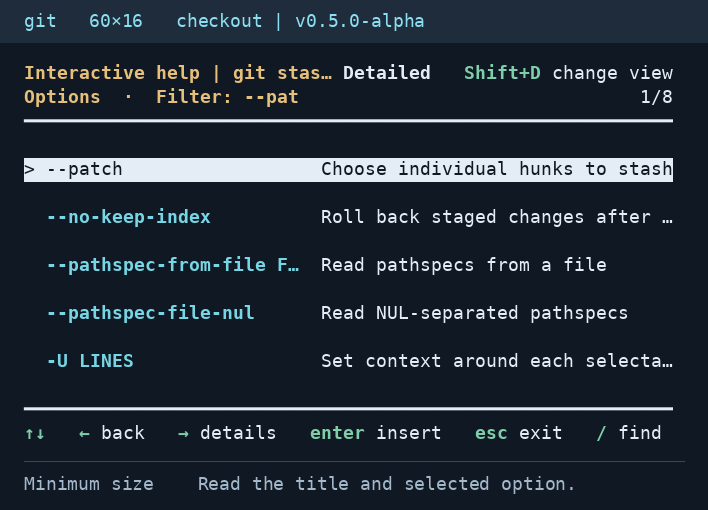 git   60×16   checkout | v0.5.0-alpha
Interactive help | git stas… Detailed   Shift+D change view
Options  ·  Filter: --pat                               1/8
> --patch                  Choose individual hunks to stash
  --no-keep-index          Roll back staged changes after …
  --pathspec-from-file F…  Read pathspecs from a file
  --pathspec-file-nul      Read NUL-separated pathspecs
  -U LINES                 Set context around each selecta…
↑↓   ← back   → details   enter insert   esc exit   / find
Minimum size    Read the title and selected option.